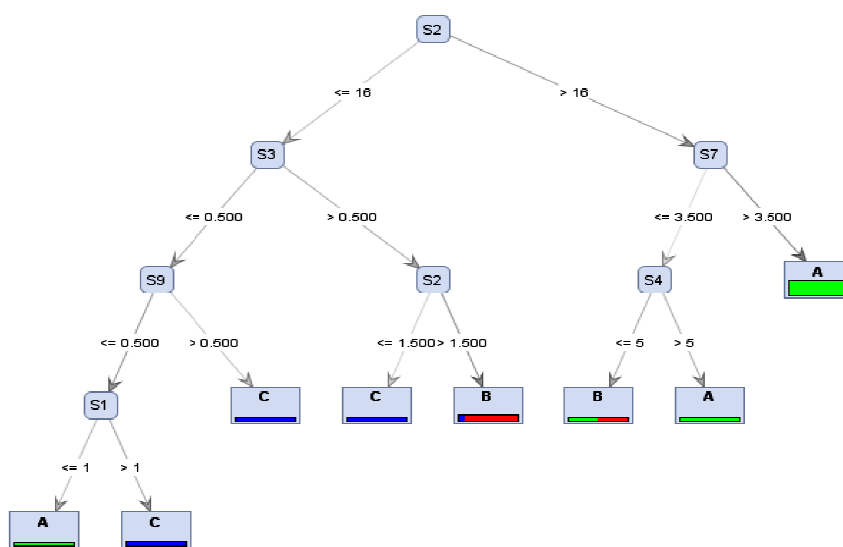 S2
<= 16
> 16
S3
S7
<= 0.500
> 0.500
<= 3.500
> 3.500
S9
S2
S4
A
<= 0.500
> 0.500
<= 1.500
> 1.500
<= 5
> 5
S1
C
C
B
B
A
<= 1
> 1
A
C